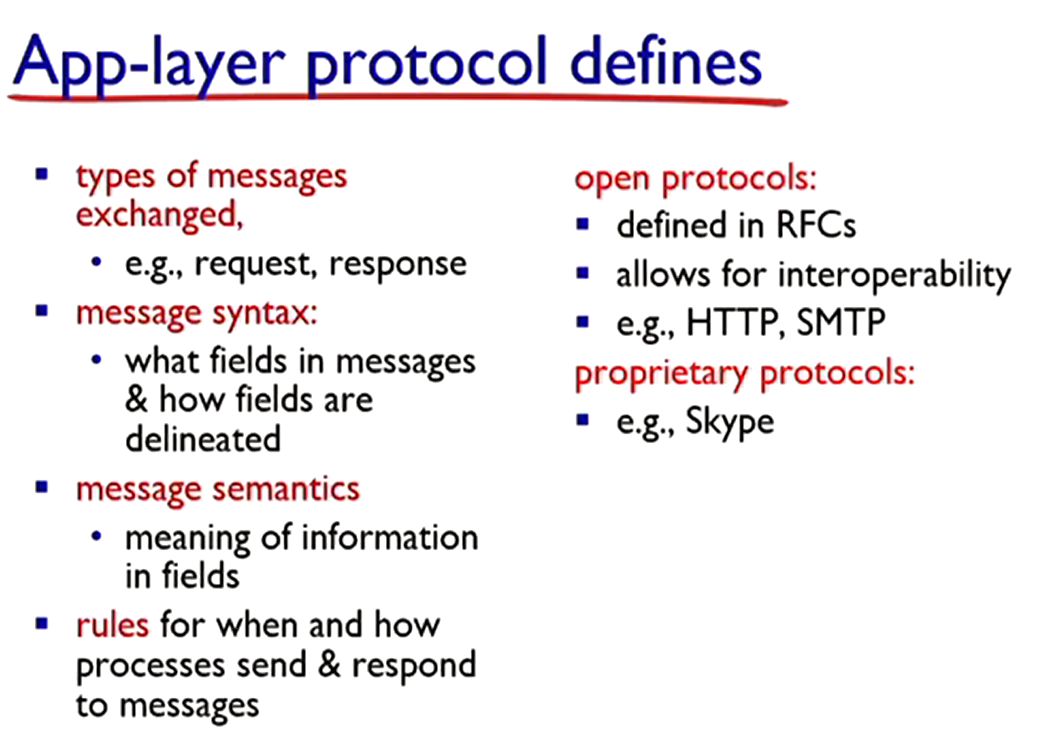 App-layer protocol defines
types of messages
exchanged,
e.g., request, response
message syntax:
what fields in messages
& how fields are
delineated
message semantics
meaning of information
in fields
rules for when and how
processes send & respond
to messages
open protocols:
defined in RFCs
allows for interoperability
e.g., HTTP, SMTP
proprietary protocols:
e.g., Skype